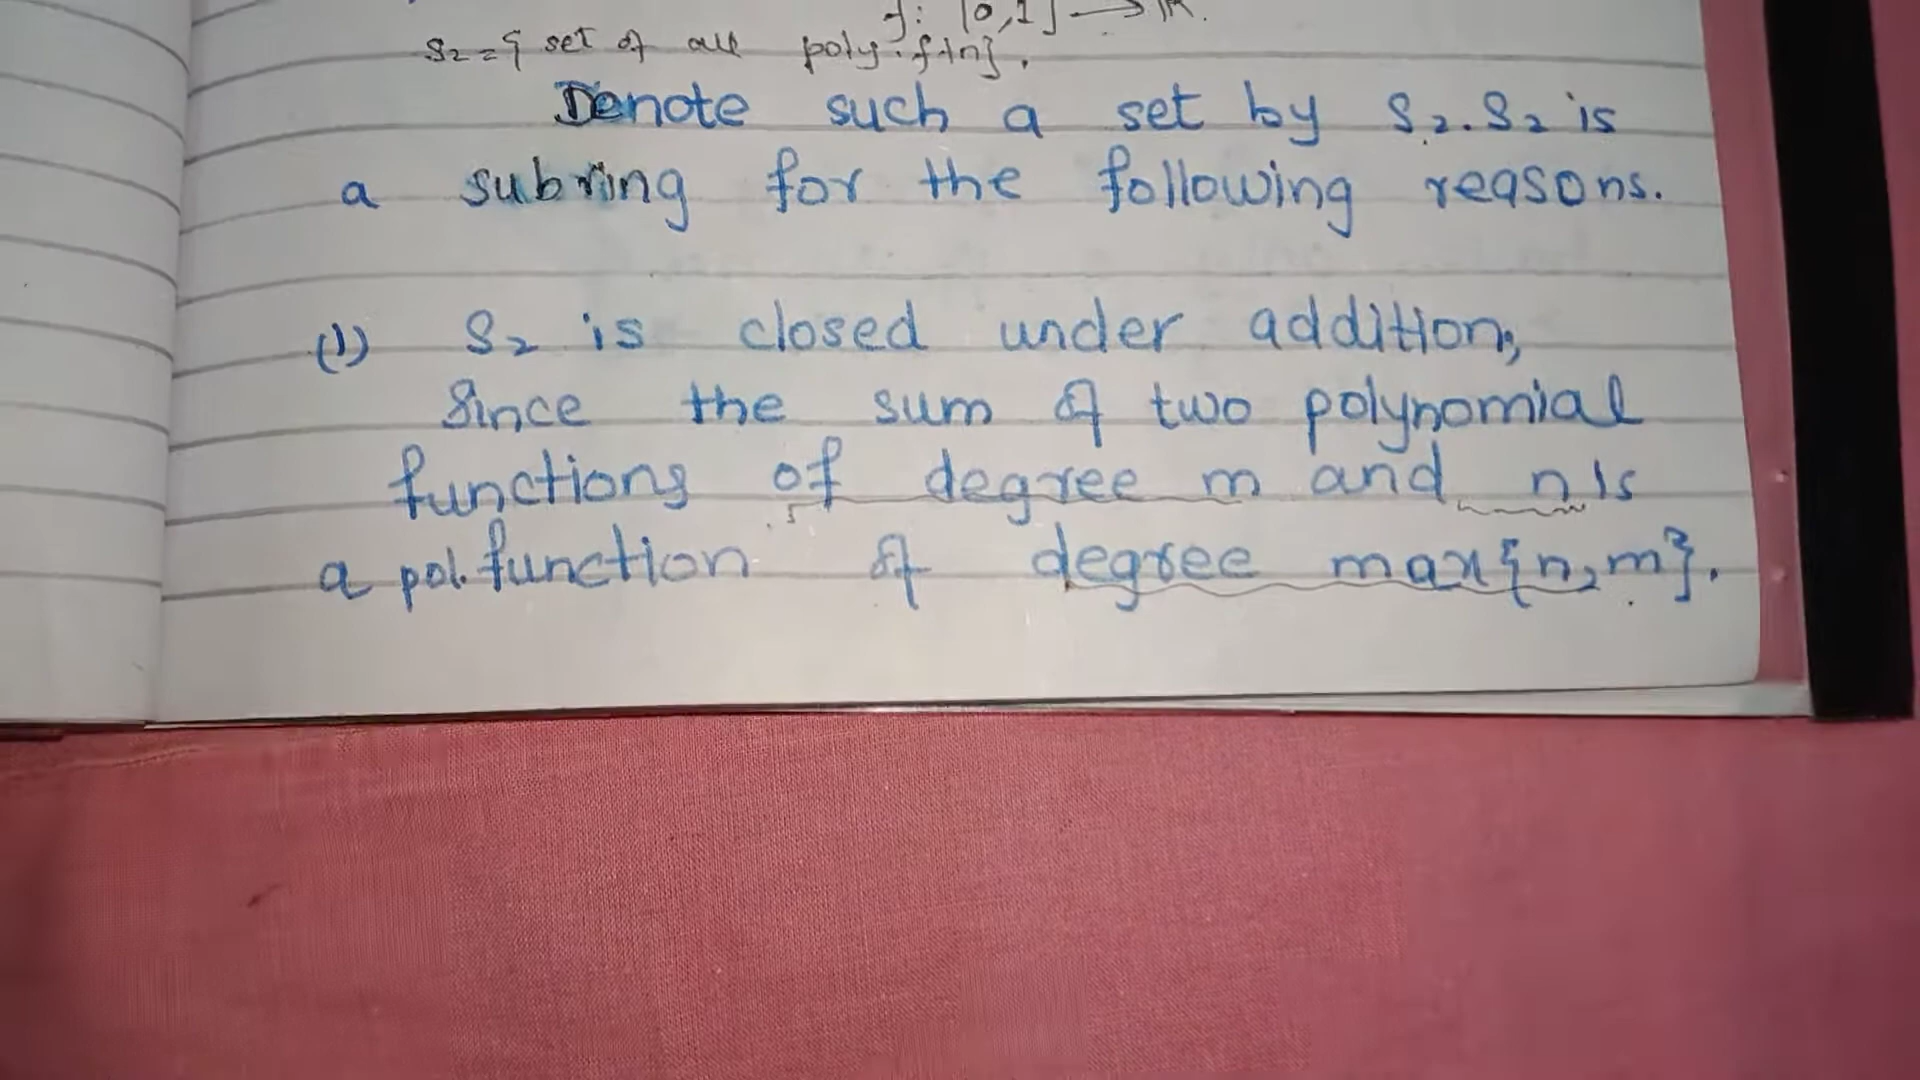 f: [0,1] → R.
S₂ = { set of all poly. f+n}.
Denote such a set by S₂. S₂ is
a subring for the following reasons.
(1) S₂ is closed under addition,
Since the sum of two polynomial
functions of degree m and n is
a pol. function of degree max{n,m}.